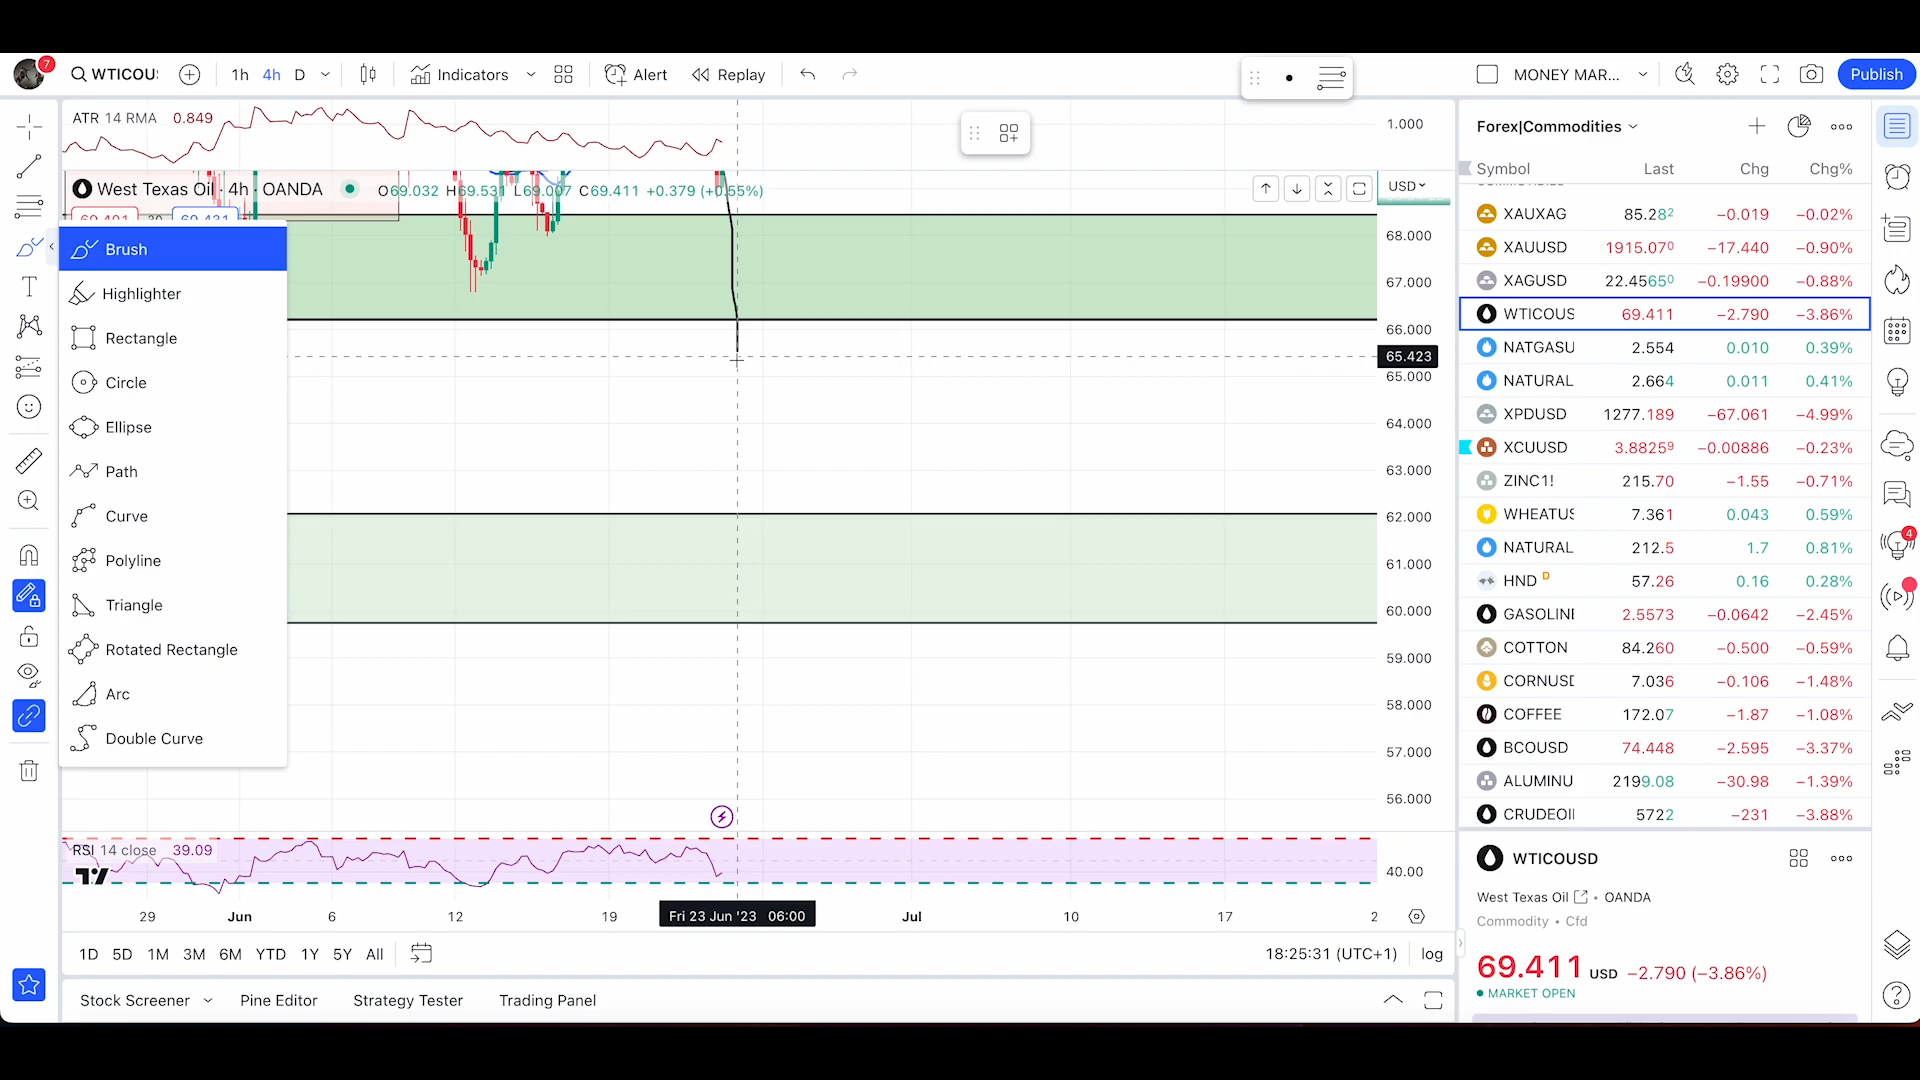 7
WTICOU:
1h 4h D
Indicators
Alert
Replay
MONEY MAR...
Publish
ATR 14 RMA 0.849
West Texas Oil · 4h · OANDA
O69.032 H69.531 L69.007 C69.411 +0.379 (+0.55%)
69.401 30 69.431
Brush
Highlighter
Rectangle
Circle
Ellipse
Path
Curve
Polyline
Triangle
Rotated Rectangle
Arc
Double Curve
1.000
USD
68.000
67.000
66.000
65.423
65.000
64.000
63.000
62.000
61.000
60.000
59.000
58.000
57.000
56.000
RSI 14 close 39.09
40.00
29 Jun 6 12 19 Fri 23 Jun '23 06:00 Jul 10 17 2
1D 5D 1M 3M 6M YTD 1Y 5Y All
18:25:31 (UTC+1) log
Stock Screener Pine Editor Strategy Tester Trading Panel
Forex|Commodities
Symbol Last Chg Chg%
XAUXAG 85.282 −0.019 −0.02%
XAUUSD 1915.070 −17.440 −0.90%
XAGUSD 22.45650 −0.19900 −0.88%
WTICOUS 69.411 −2.790 −3.86%
NATGASU 2.554 0.010 0.39%
NATURAL 2.664 0.011 0.41%
XPDUSD 1277.189 −67.061 −4.99%
XCUUSD 3.88259 −0.00886 −0.23%
ZINC1! 215.70 −1.55 −0.71%
WHEATUS 7.361 0.043 0.59%
NATURAL 212.5 1.7 0.81%
HND D 57.26 0.16 0.28%
GASOLINE 2.5573 −0.0642 −2.45%
COTTON 84.260 −0.500 −0.59%
CORNUSD 7.036 −0.106 −1.48%
COFFEE 172.07 −1.87 −1.08%
BCOUSD 74.448 −2.595 −3.37%
ALUMINU 2199.08 −30.98 −1.39%
CRUDEOIL 5722 −231 −3.88%
WTICOUSD
West Texas Oil • OANDA
Commodity • Cfd
69.411 USD −2.790 (−3.86%)
MARKET OPEN
4